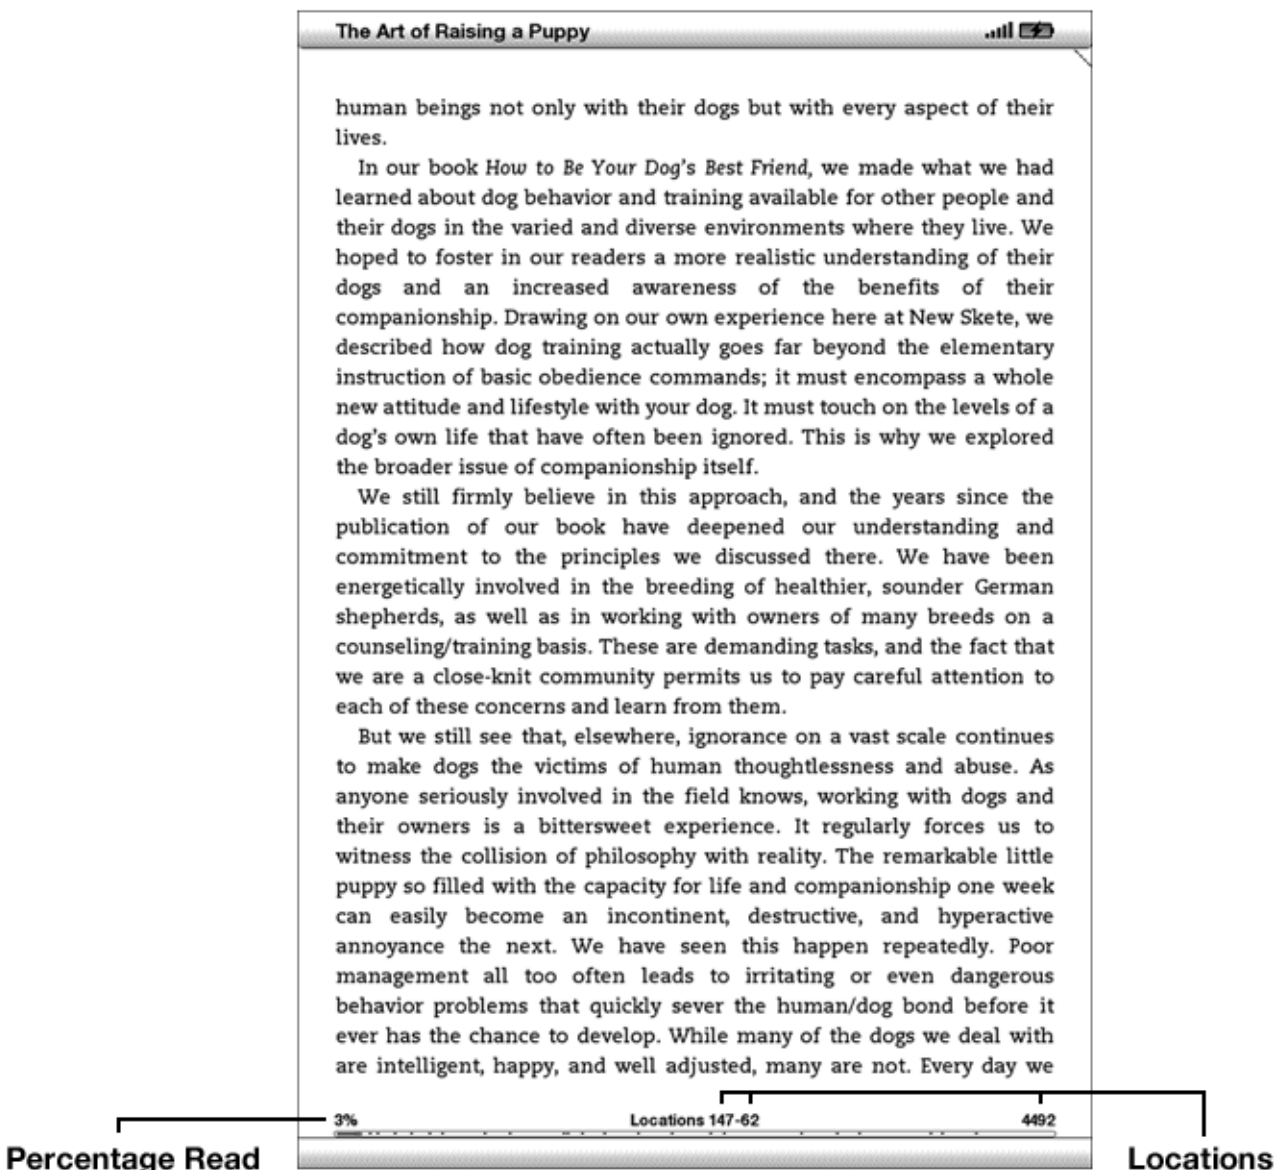 The Art of Raising a Puppy
human beings not only with their dogs but with every aspect of their
lives.
In our book How to Be Your Dog's Best Friend, we made what we had
learned about dog behavior and training available for other people and
their dogs in the varied and diverse environments where they live. We
hoped to foster in our readers a more realistic understanding of their
dogs and an increased awareness of the benefits of their
companionship. Drawing on our own experience here at New Skete, we
described how dog training actually goes far beyond the elementary
instruction of basic obedience commands; it must encompass a whole
new attitude and lifestyle with your dog. It must touch on the levels of a
dog's own life that have often been ignored. This is why we explored
the broader issue of companionship itself.
We still firmly believe in this approach, and the years since the
publication of our book have deepened our understanding and
commitment to the principles we discussed there. We have been
energetically involved in the breeding of healthier, sounder German
shepherds, as well as in working with owners of many breeds on a
counseling/training basis. These are demanding tasks, and the fact that
we are a close-knit community permits us to pay careful attention to
each of these concerns and learn from them.
But we still see that, elsewhere, ignorance on a vast scale continues
to make dogs the victims of human thoughtlessness and abuse. As
anyone seriously involved in the field knows, working with dogs and
their owners is a bittersweet experience. It regularly forces us to
witness the collision of philosophy with reality. The remarkable little
puppy so filled with the capacity for life and companionship one week
can easily become an incontinent, destructive, and hyperactive
annoyance the next. We have seen this happen repeatedly. Poor
management all too often leads to irritating or even dangerous
behavior problems that quickly sever the human/dog bond before it
ever has the chance to develop. While many of the dogs we deal with
are intelligent, happy, and well adjusted, many are not. Every day we
3% Locations 147-62 4492
Percentage Read Locations